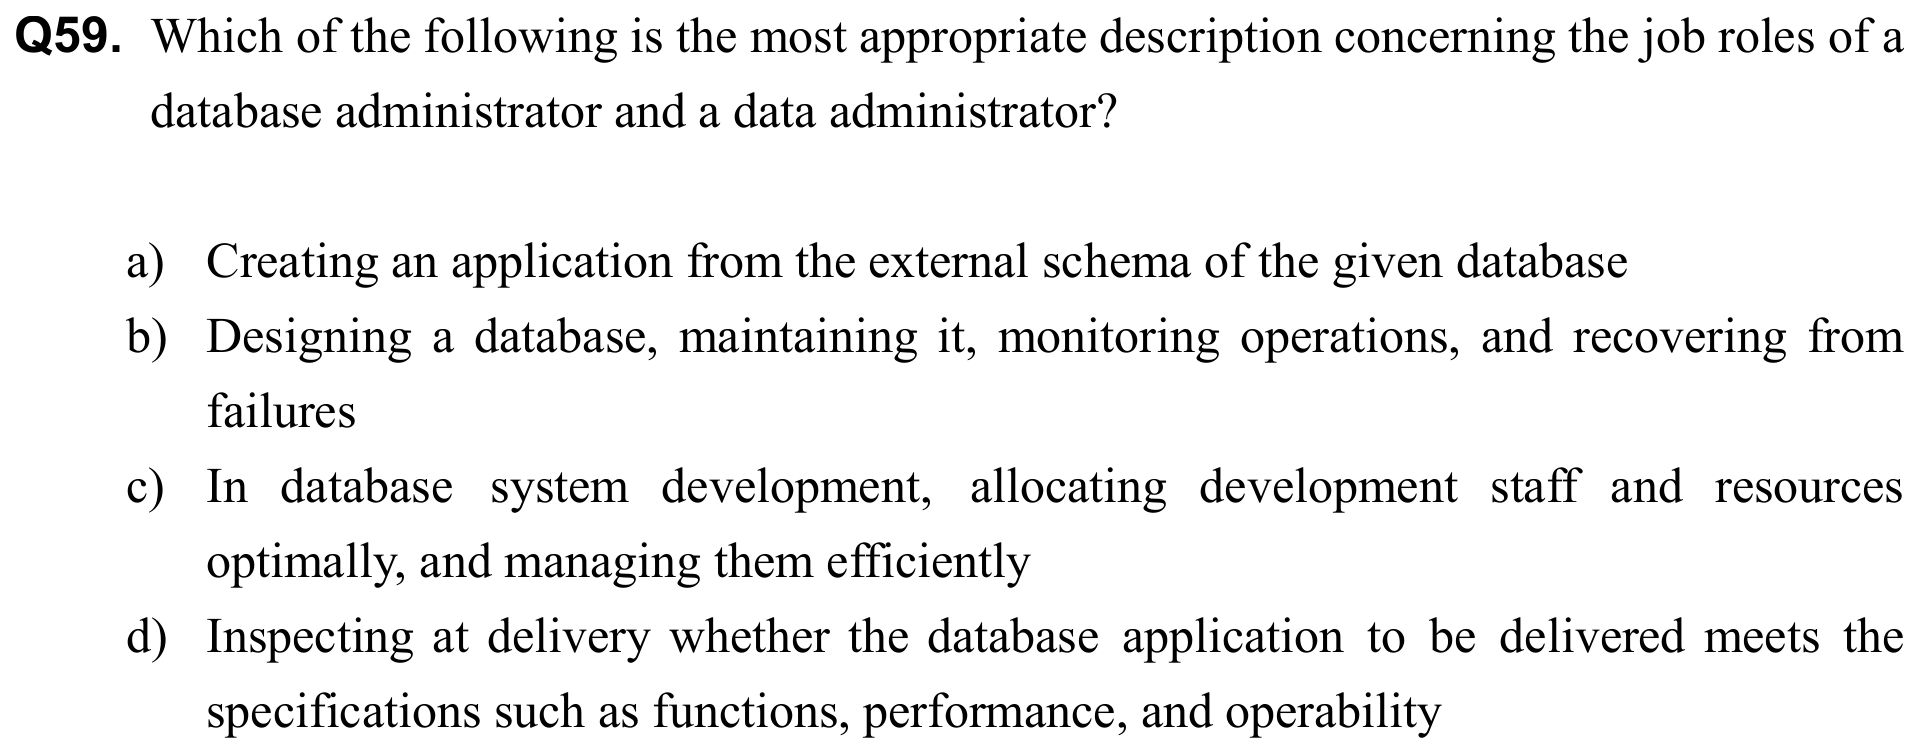 Q59. Which of the following is the most appropriate description concerning the job roles of a
database administrator and a data administrator?
a) Creating an application from the external schema of the given database
b) Designing a database, maintaining it, monitoring operations, and recovering from
failures
c) In database system development, allocating development staff and resources
optimally, and managing them efficiently
d) Inspecting at delivery whether the database application to be delivered meets the
specifications such as functions, performance, and operability